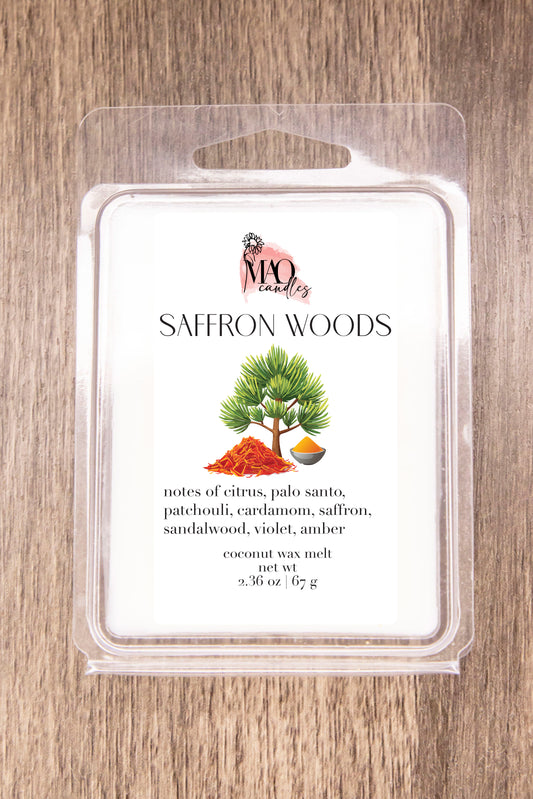 MAO
candles
SAFFRON WOODS
notes of citrus, palo santo,
patchouli, cardamom, saffron,
sandalwood, violet, amber
coconut wax melt
net wt
2.36 oz | 67 g